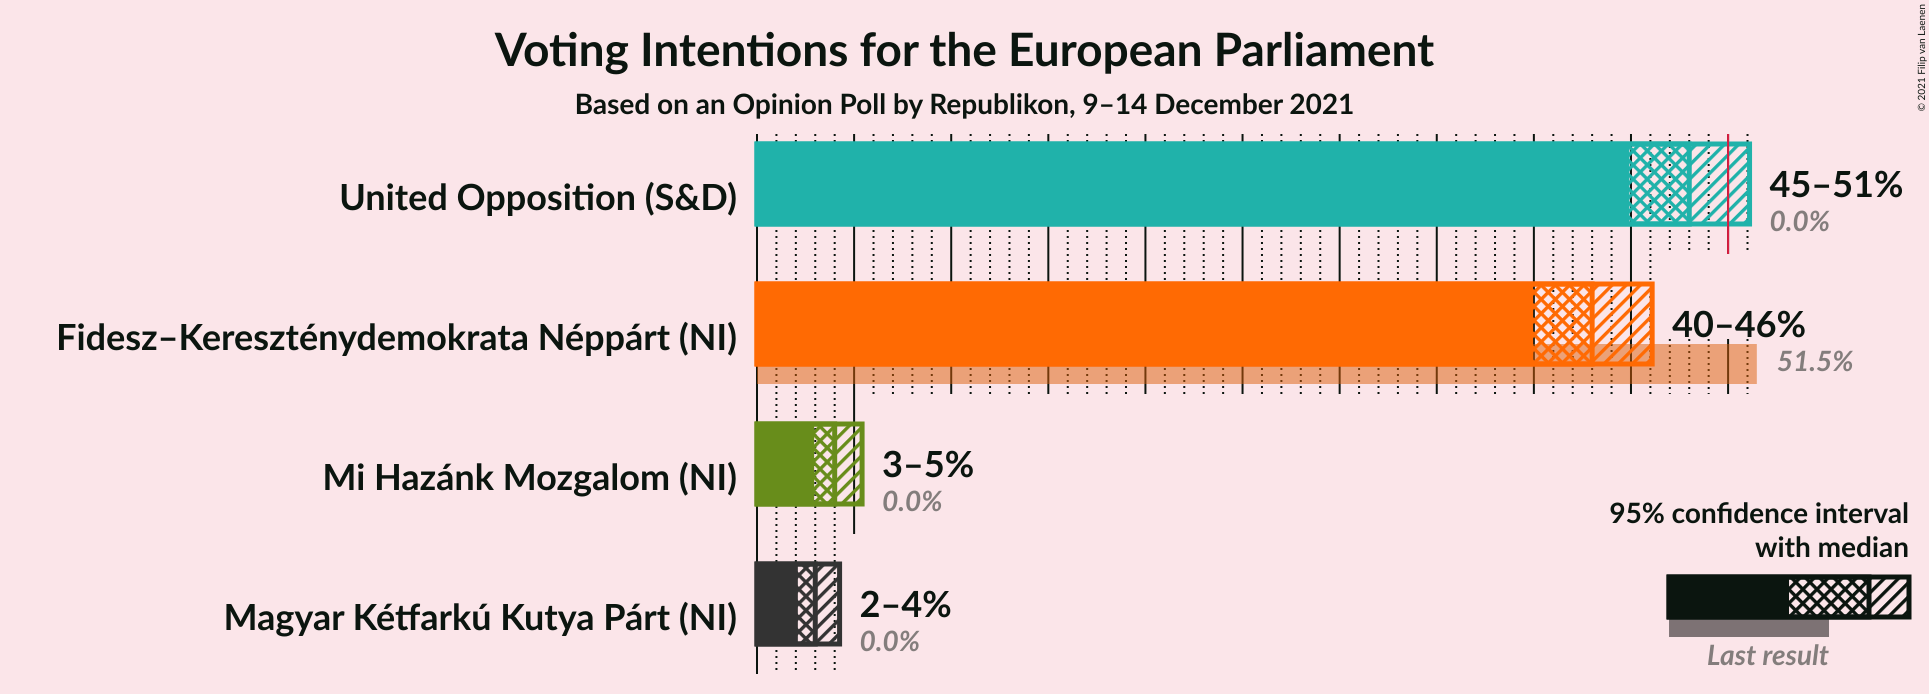 Voting Intentions for the European Parliament
Based on an Opinion Poll by Republikon, 9–14 December 2021
© 2021 Filip van Laenen
United Opposition (S&D)
45–51%
0.0%
Fidesz–Kereszténydemokrata Néppárt (NI)
40–46%
51.5%
Mi Hazánk Mozgalom (NI)
3–5%
0.0%
Magyar Kétfarkú Kutya Párt (NI)
2–4%
0.0%
95% confidence interval
with median
Last result